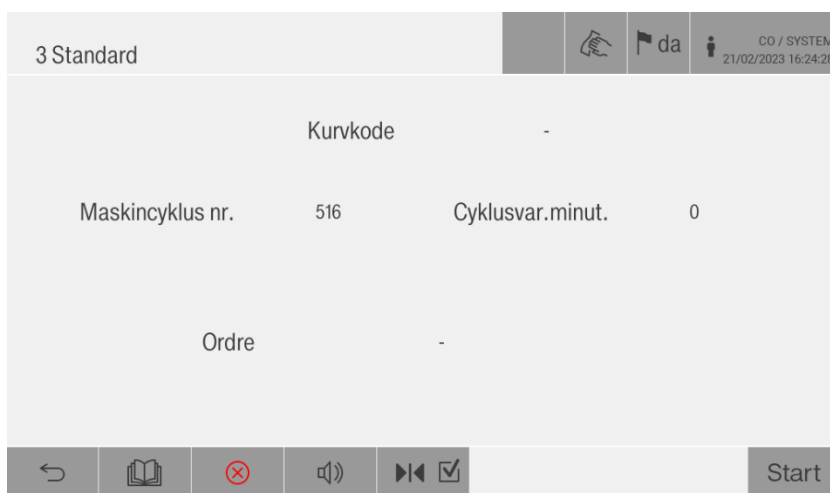 3 Standard
da
CO / SYSTEM
21/02/2023 16:24:28
Kurvkode -
Maskincyklus nr. 516 Cyklusvar.minut. 0
Ordre -
Start